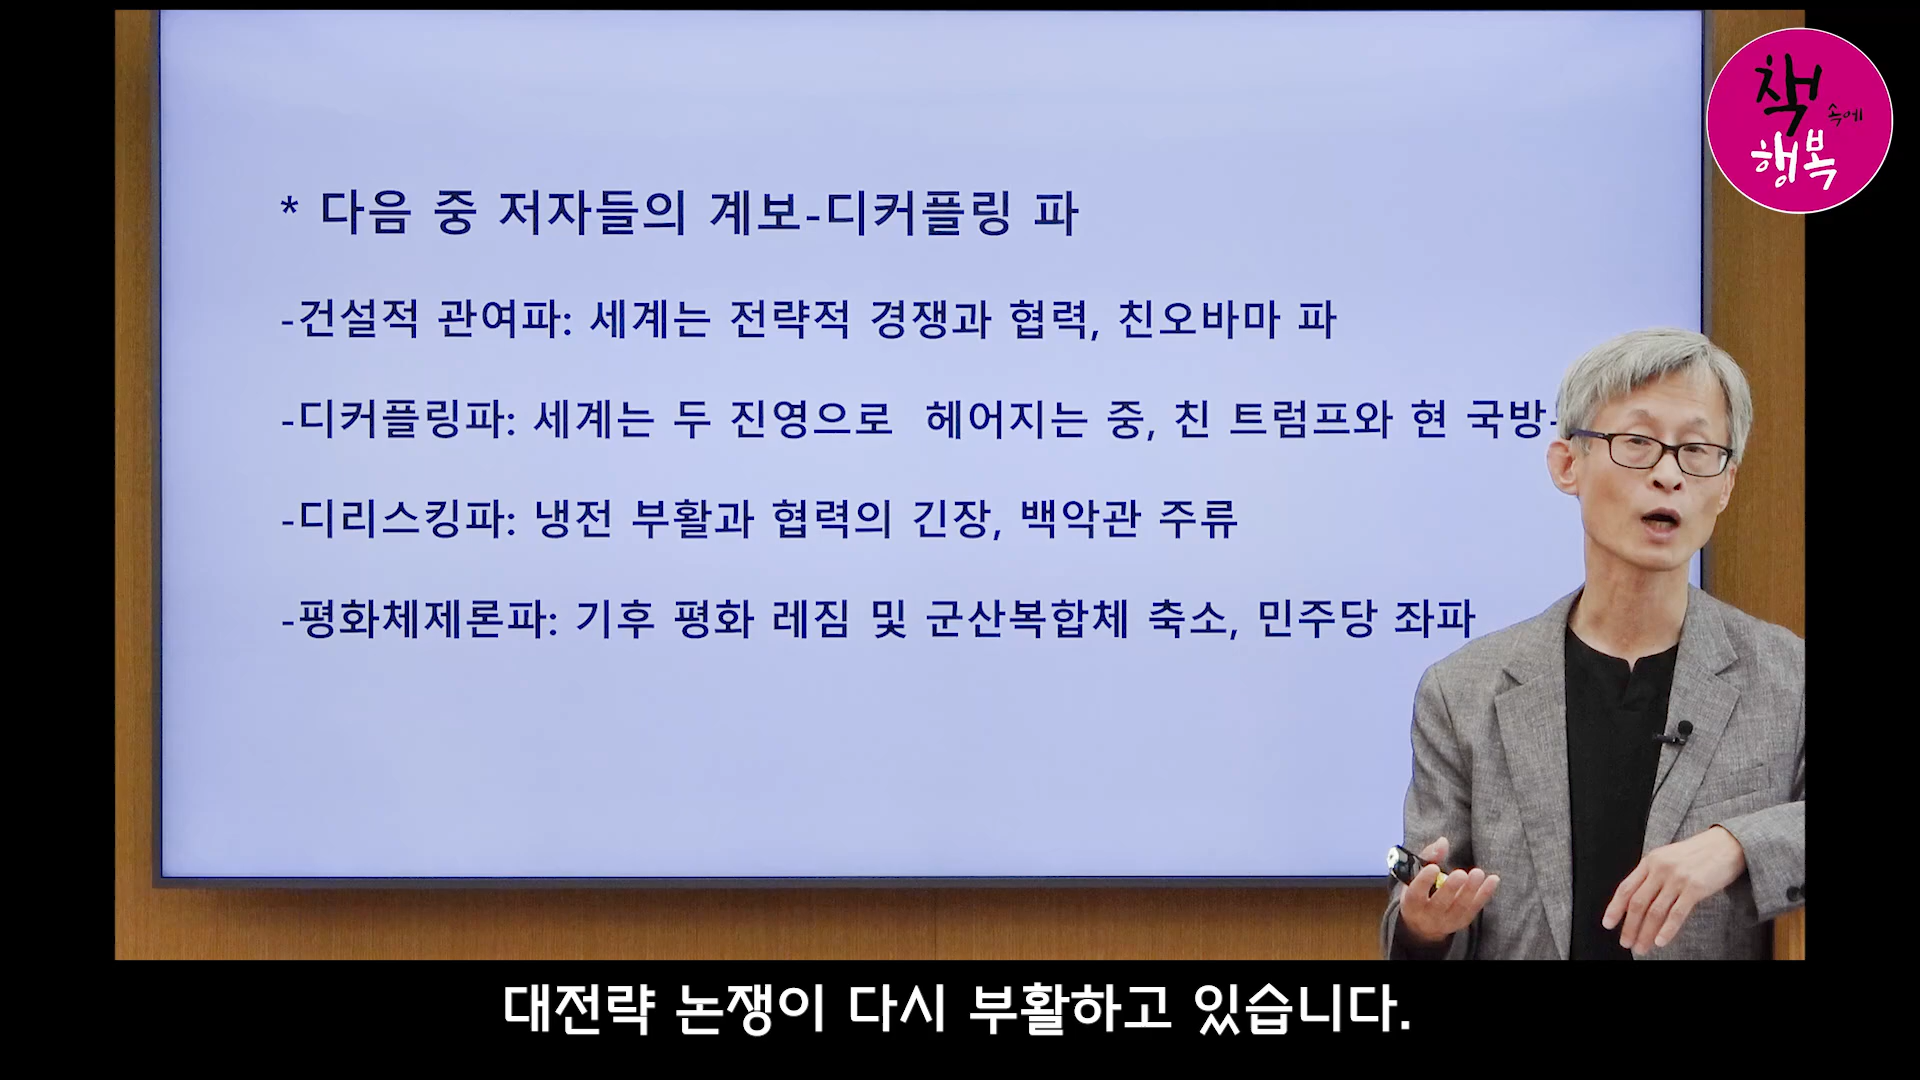 책
속에
행복
* 다음 중 저자들의 계보-디커플링 파
-건설적 관여파: 세계는 전략적 경쟁과 협력, 친오바마 파
-디커플링파: 세계는 두 진영으로 헤어지는 중, 친 트럼프와 현
-디리스킹파: 냉전 부활과 협력의 긴장, 백악관 주류
-평화체제론파: 기후 평화 레짐 및 군산복합체 축소, 민주당 좌파
대전략 논쟁이 다시 부활하고 있습니다.